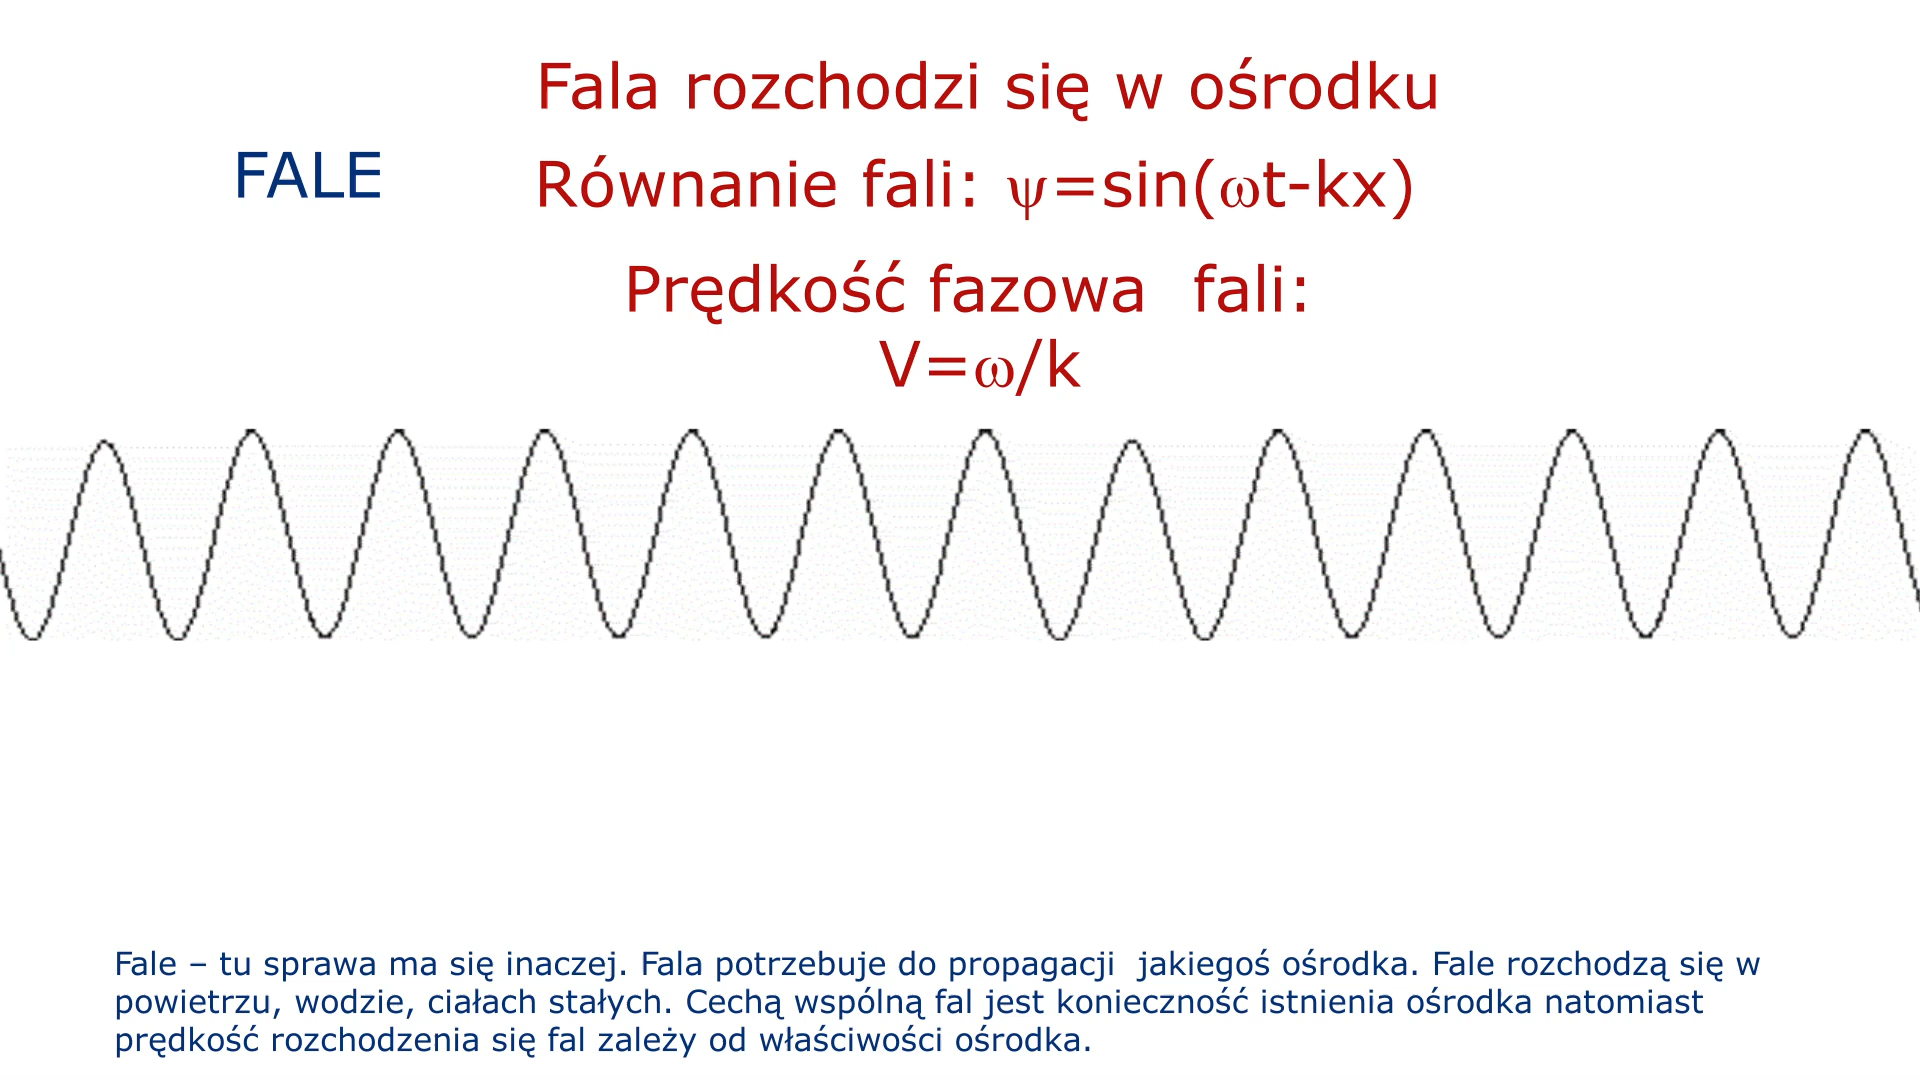 Fala rozchodzi się w ośrodku
FALE
Równanie fali: ψ=sin(ωt-kx)
Prędkość fazowa  fali:
V=ω/k
Fale – tu sprawa ma się inaczej. Fala potrzebuje do propagacji  jakiegoś ośrodka. Fale rozchodzą się w
powietrzu, wodzie, ciałach stałych. Cechą wspólną fal jest konieczność istnienia ośrodka natomiast
prędkość rozchodzenia się fal zależy od właściwości ośrodka.